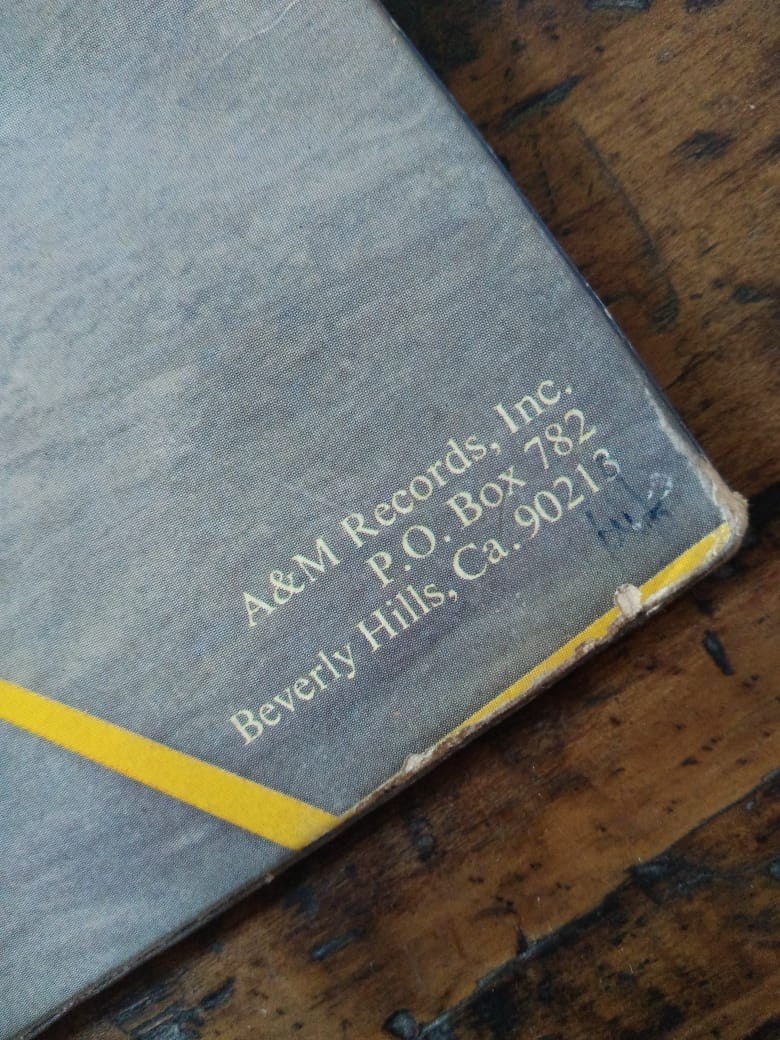 A&M Records, Inc.
P.O. Box 782
Beverly Hills, Ca. 90213